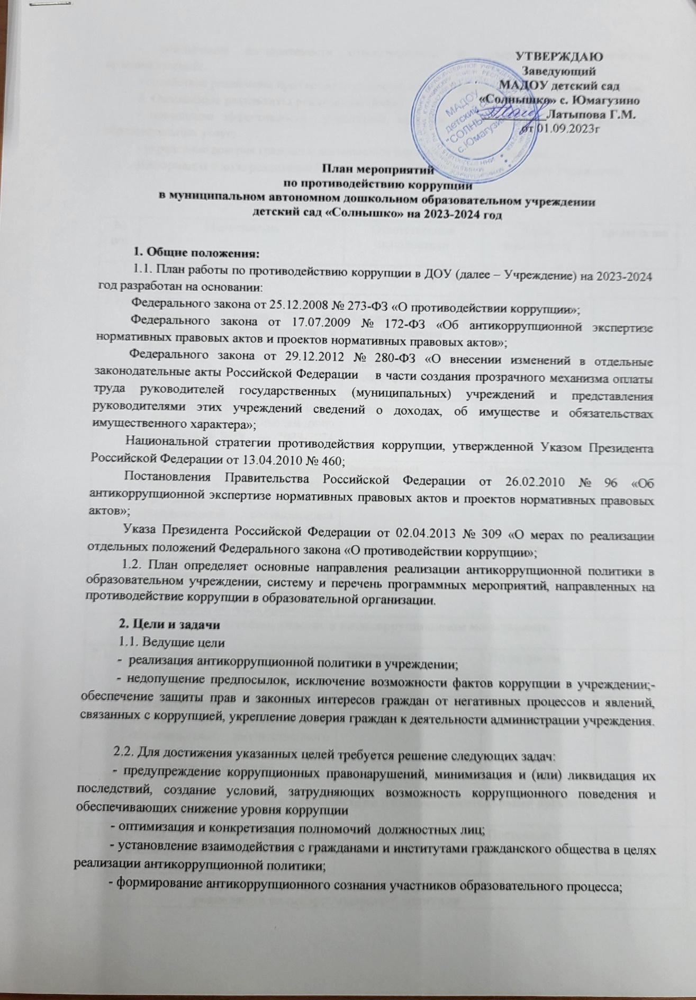 УТВЕРЖДАЮ
Заведующий
МАДОУ детский сад
«Солнышко» с. Юмагузино
Латыпова Г.М.
от 01.09.2023г
МАДОУ
детский сад
"СОЛНЫШКО"
с.Юмагузино
План мероприятий
по противодействию коррупции
в муниципальном автономном дошкольном образовательном учреждении
детский сад «Солнышко» на 2023-2024 год
1. Общие положения:
1.1. План работы по противодействию коррупции в ДОУ (далее – Учреждение) на 2023-2024
год разработан на основании:
Федерального закона от 25.12.2008 № 273-ФЗ «О противодействии коррупции»;
Федерального закона от 17.07.2009 № 172-ФЗ «Об антикоррупционной экспертизе
нормативных правовых актов и проектов нормативных правовых актов»;
Федерального закона от 29.12.2012 № 280-ФЗ «О внесении изменений в отдельные
законодательные акты Российской Федерации в части создания прозрачного механизма оплаты
труда руководителей государственных (муниципальных) учреждений и представления
руководителями этих учреждений сведений о доходах, об имуществе и обязательствах
имущественного характера»;
Национальной стратегии противодействия коррупции, утвержденной Указом Президента
Российской Федерации от 13.04.2010 № 460;
Постановления Правительства Российской Федерации от 26.02.2010 № 96 «Об
антикоррупционной экспертизе нормативных правовых актов и проектов нормативных правовых
актов»;
Указа Президента Российской Федерации от 02.04.2013 № 309 «О мерах по реализации
отдельных положений Федерального закона «О противодействии коррупции»;
1.2. План определяет основные направления реализации антикоррупционной политики в
образовательном учреждении, систему и перечень программных мероприятий, направленных на
противодействие коррупции в образовательной организации.
2. Цели и задачи
1.1. Ведущие цели
- реализация антикоррупционной политики в учреждении;
- недопущение предпосылок, исключение возможности фактов коррупции в учреждении;-
обеспечение защиты прав и законных интересов граждан от негативных процессов и явлений,
связанных с коррупцией, укрепление доверия граждан к деятельности администрации учреждения.
2.2. Для достижения указанных целей требуется решение следующих задач:
- предупреждение коррупционных правонарушений, минимизация и (или) ликвидация их
последствий, создание условий, затрудняющих возможность коррупционного поведения и
обеспечивающих снижение уровня коррупции
- оптимизация и конкретизация полномочий должностных лиц;
- установление взаимодействия с гражданами и институтами гражданского общества в целях
реализации антикоррупционной политики;
- формирование антикоррупционного сознания участников образовательного процесса;